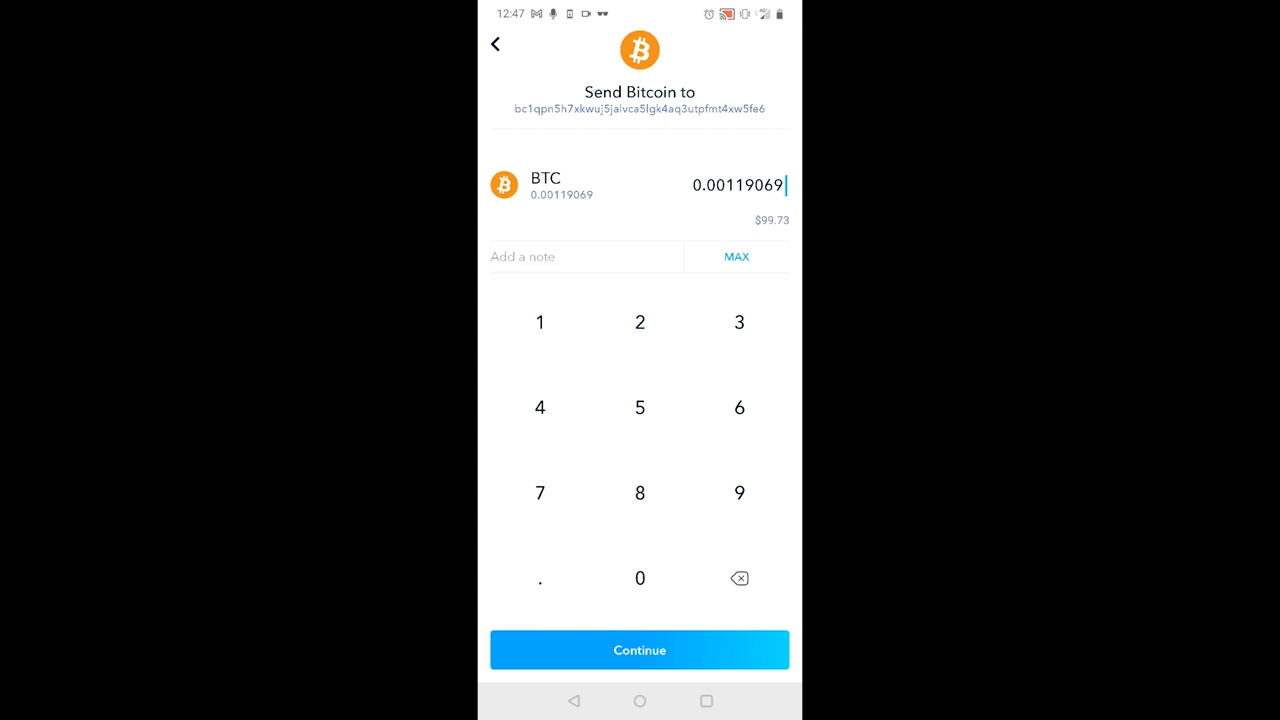 12:47
Send Bitcoin to
bc1qpn5h7xkwuj5jalvca5lgk4aq3utpfmt4xw5fe6
BTC
0.00119069
0.00119069
$99.73
Add a note
MAX
1 2 3
4 5 6
7 8 9
. 0
Continue